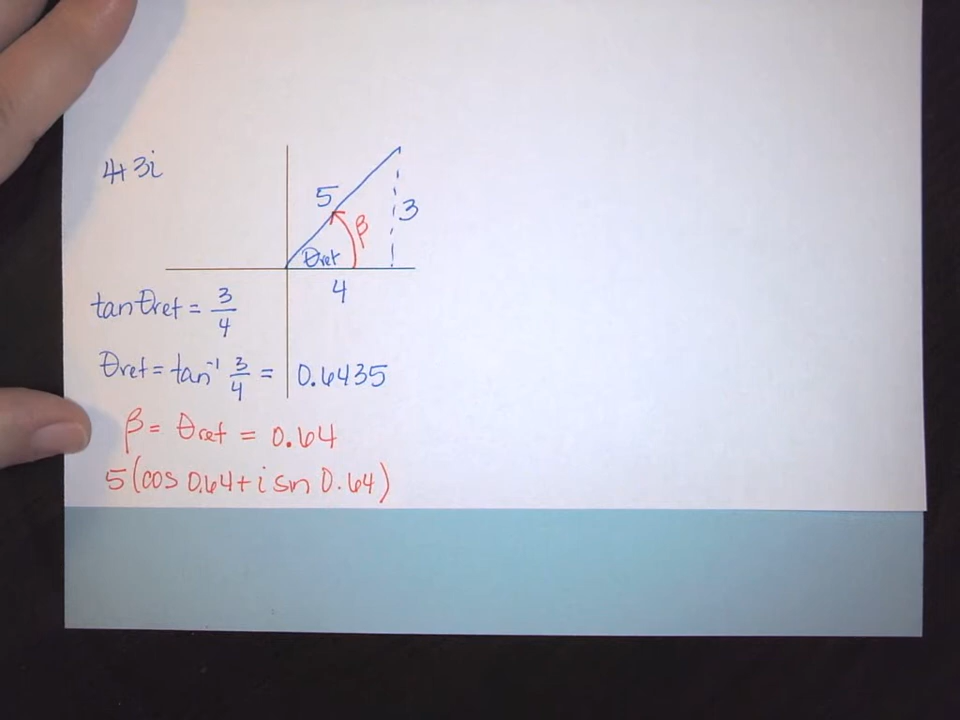 4+3i
5
β
3
θref
4
tanθref = 3/4
θref = tan⁻¹ 3/4 = 0.6435
β = θref = 0.64
5(cos 0.64 + i sn 0.64)